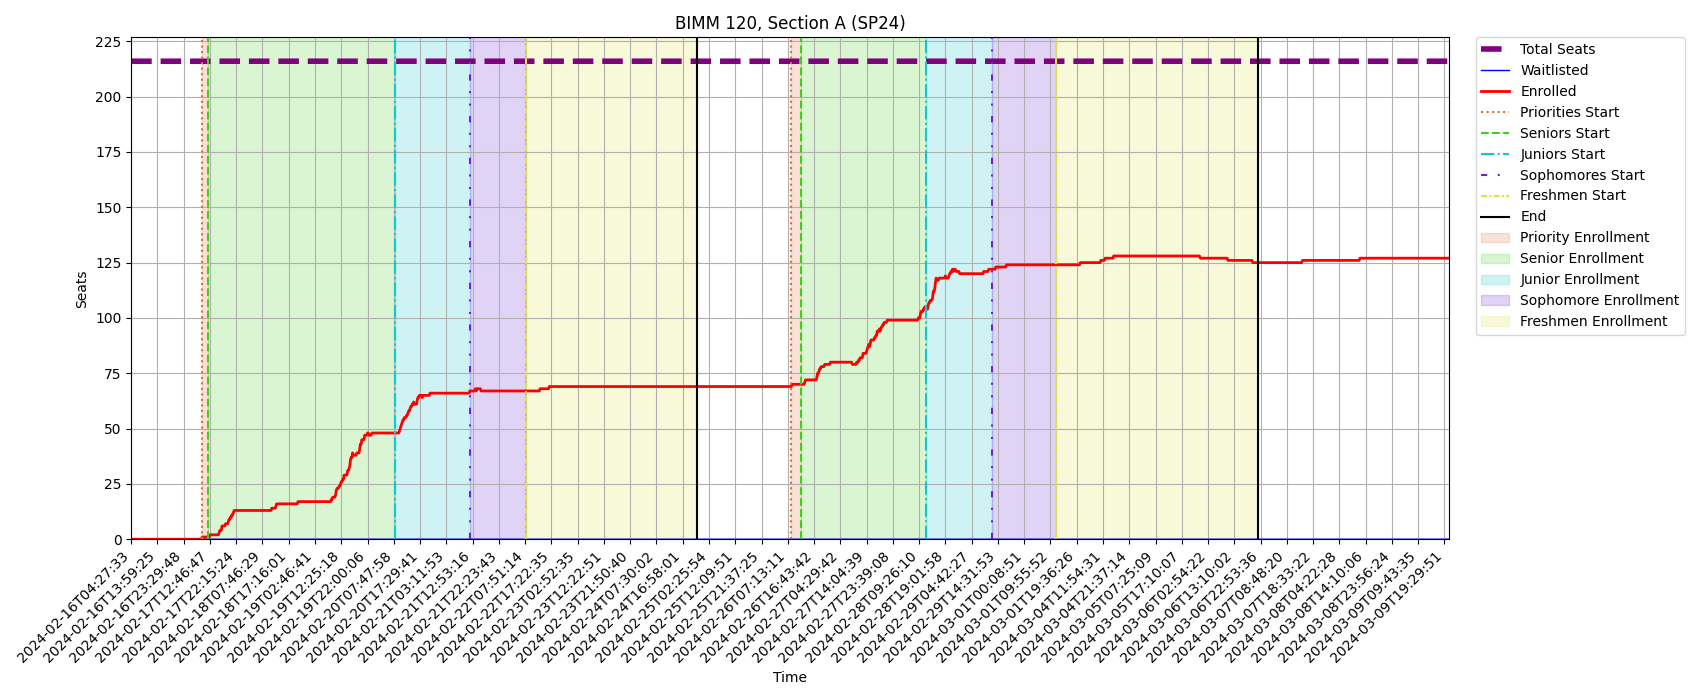 BIMM 120, Section A (SP24)
Seats
225
200
175
150
125
100
75
50
25
0
2024-02-16T04:27:33
2024-02-16T13:59:25
2024-02-16T23:29:48
2024-02-17T12:46:47
2024-02-17T22:15:24
2024-02-18T07:46:29
2024-02-18T17:16:01
2024-02-19T02:46:41
2024-02-19T12:25:18
2024-02-19T22:00:06
2024-02-20T07:47:58
2024-02-20T17:29:41
2024-02-21T03:11:53
2024-02-21T12:53:16
2024-02-21T22:23:43
2024-02-22T07:51:14
2024-02-22T17:22:35
2024-02-23T02:52:35
2024-02-23T12:22:51
2024-02-23T21:50:40
2024-02-24T07:30:02
2024-02-24T16:58:01
2024-02-25T02:25:54
2024-02-25T12:09:51
2024-02-25T21:37:25
2024-02-26T07:13:11
2024-02-26T16:43:42
2024-02-27T04:29:42
2024-02-27T14:04:39
2024-02-27T23:39:08
2024-02-28T09:26:10
2024-02-28T19:01:58
2024-02-29T04:42:27
2024-02-29T14:31:53
2024-03-01T00:08:51
2024-03-01T09:55:52
2024-03-01T19:36:26
2024-03-04T11:54:31
2024-03-04T21:37:14
2024-03-05T07:25:09
2024-03-05T17:10:07
2024-03-06T02:54:22
2024-03-06T13:10:02
2024-03-06T22:53:36
2024-03-07T08:48:20
2024-03-07T18:33:22
2024-03-08T04:22:28
2024-03-08T14:10:06
2024-03-08T23:56:24
2024-03-09T09:43:35
2024-03-09T19:29:51
Time
Total Seats
Waitlisted
Enrolled
Priorities Start
Seniors Start
Juniors Start
Sophomores Start
Freshmen Start
End
Priority Enrollment
Senior Enrollment
Junior Enrollment
Sophomore Enrollment
Freshmen Enrollment